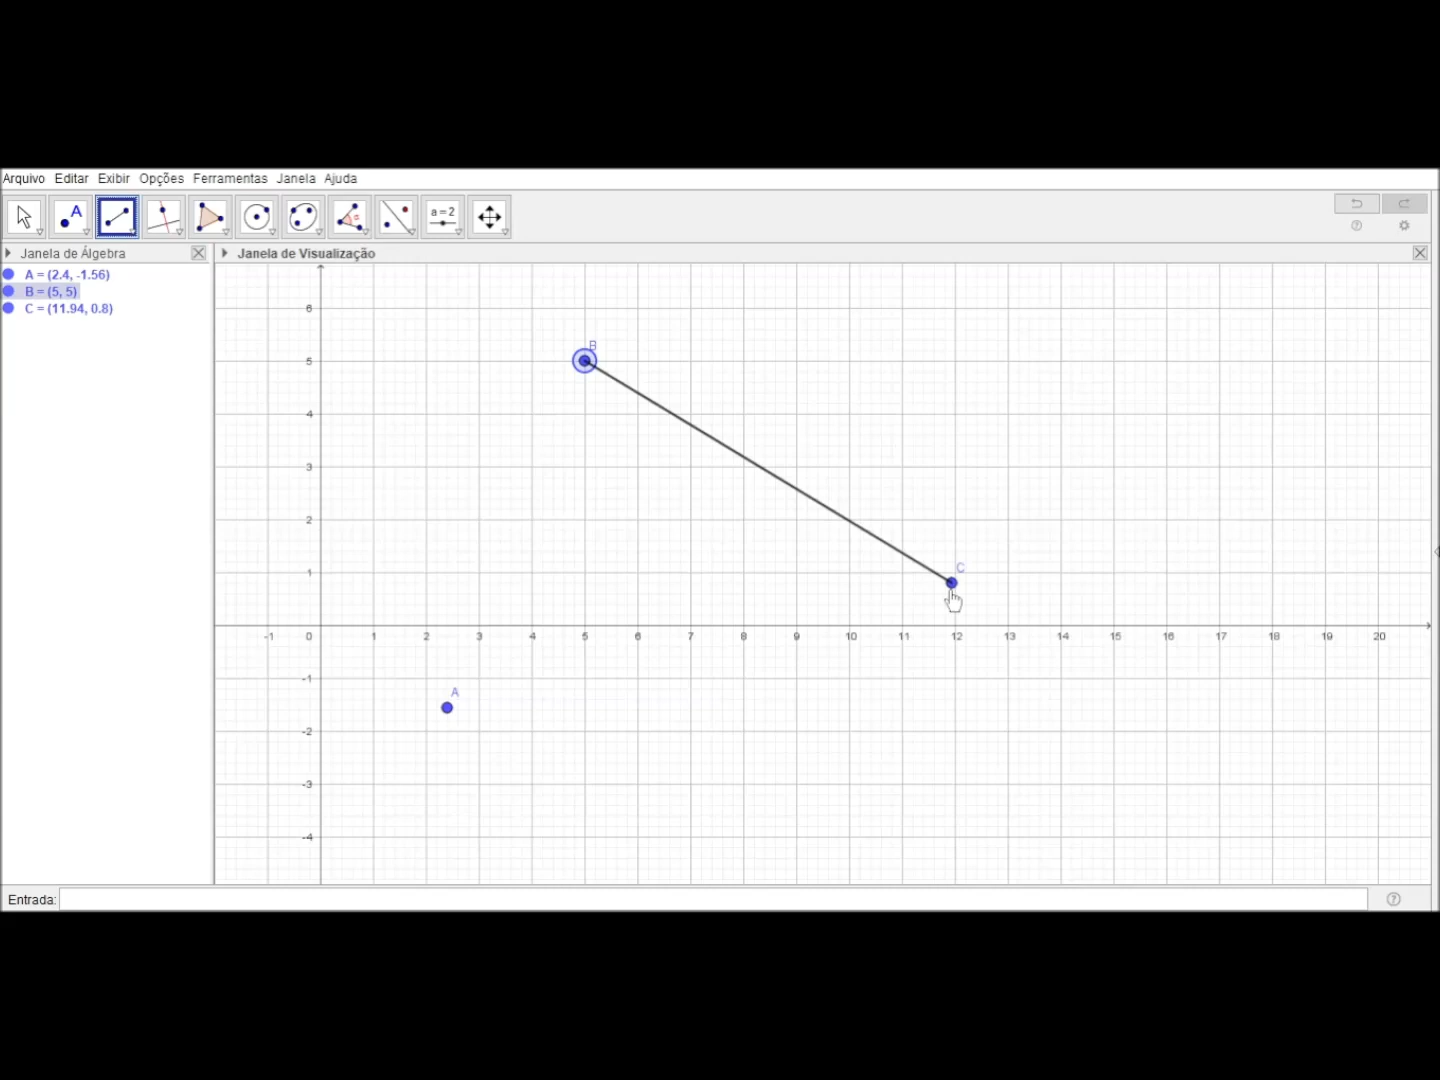 Arquivo Editar Exibir Opções Ferramentas Janela Ajuda
A
α
a = 2
Janela de Álgebra
Janela de Visualização
A = (2.4, -1.56)
B = (5, 5)
C = (11.94, 0.8)
6
B
5
4
3
2
C
1
-1 0 1 2 3 4 5 6 7 8 9 10 11 12 13 14 15 16 17 18 19 20
-1
A
-2
-3
-4
Entrada: